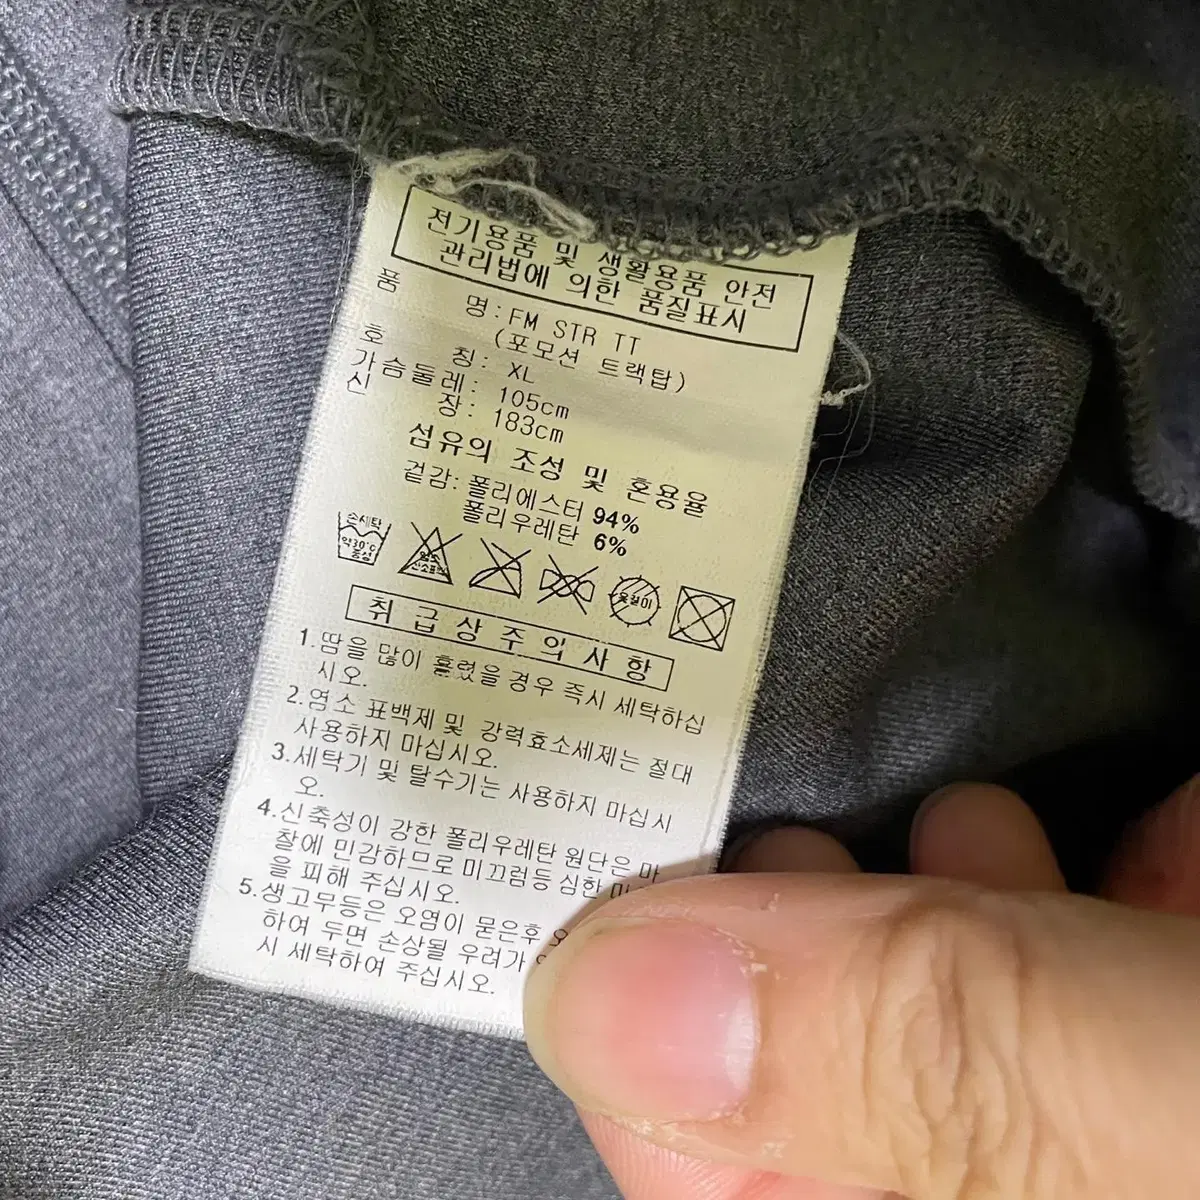 전기용품 및 생활용품 안전
관리법에 의한 품질표시
품 명: FM STR TT
(포모션 트랙탑)
호 칭: XL
가슴둘레: 105cm
신 장: 183cm
섬유의 조성 및 혼용율
겉감: 폴리에스터 94%
폴리우레탄 6%
손세탁
약30℃
중성
염소
산소표백
옷걸이
취급상주의사항
1.땀을 많이 흘렸을 경우 즉시 세탁하십
시오.
2.염소 표백제 및 강력효소세제는 절대
사용하지 마십시오.
3.세탁기 및 탈수기는 사용하지 마십시
오.
4.신축성이 강한 폴리우레탄 원단은 마
찰에 민감하므로 미끄럼등 심한
을 피해 주십시오.
5.생고무등은 오염이 묻은후
하여 두면 손상될 우려가
시 세탁하여 주십시오.